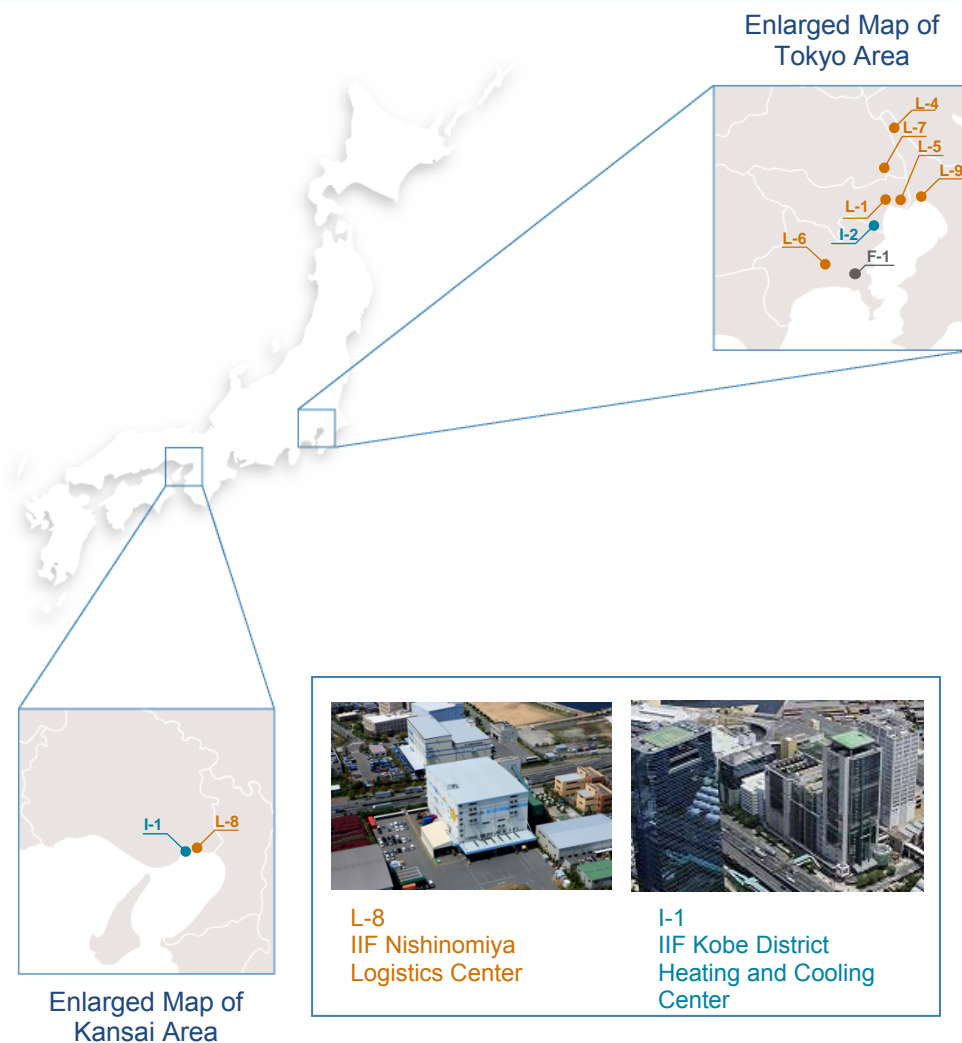 Enlarged Map of
Tokyo Area
L-4
L-7
L-5
L-9
L-1
I-2
L-6
F-1
I-1
L-8
L-8
IIF Nishinomiya
Logistics Center
I-1
IIF Kobe District
Heating and Cooling
Center
Enlarged Map of
Kansai Area